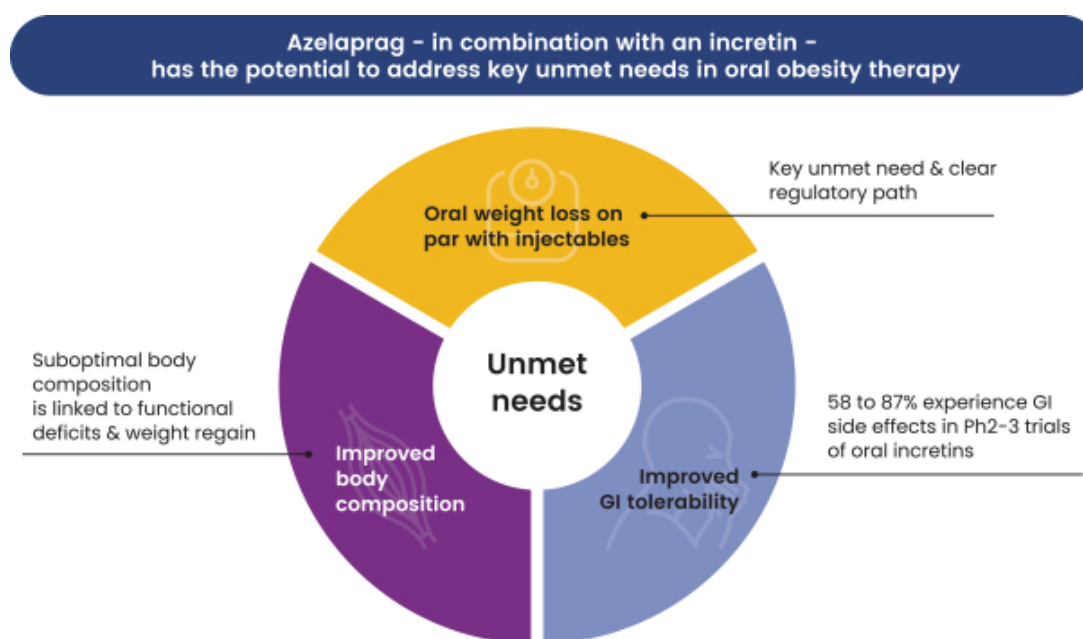 Azelaprag - in combination with an incretin -
has the potential to address key unmet needs in oral obesity therapy
Key unmet need & clear
regulatory path
Oral weight loss on
par with injectables
Unmet
needs
Suboptimal body
composition
is linked to functional
deficits & weight regain
58 to 87% experience GI
side effects in Ph2-3 trials
of oral incretins
Improved
body
composition
Improved
GI tolerability